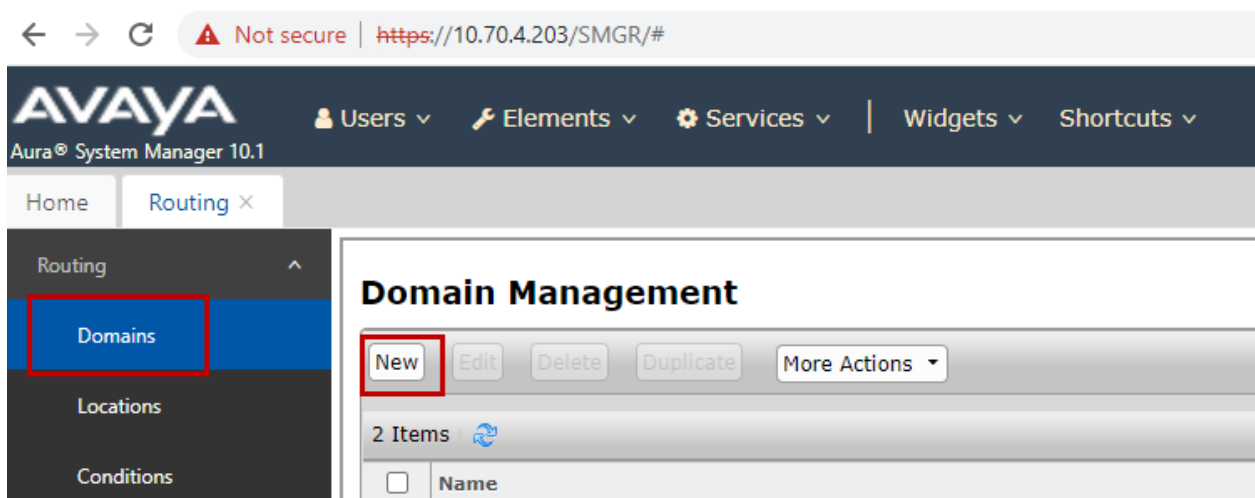 Not secure | https://10.70.4.203/SMGR/#
AVAYA
Aura® System Manager 10.1
Users Elements Services | Widgets Shortcuts
Home Routing ×
Routing
Domains
Locations
Conditions
Domain Management
New Edit Delete Duplicate More Actions
2 Items
Name